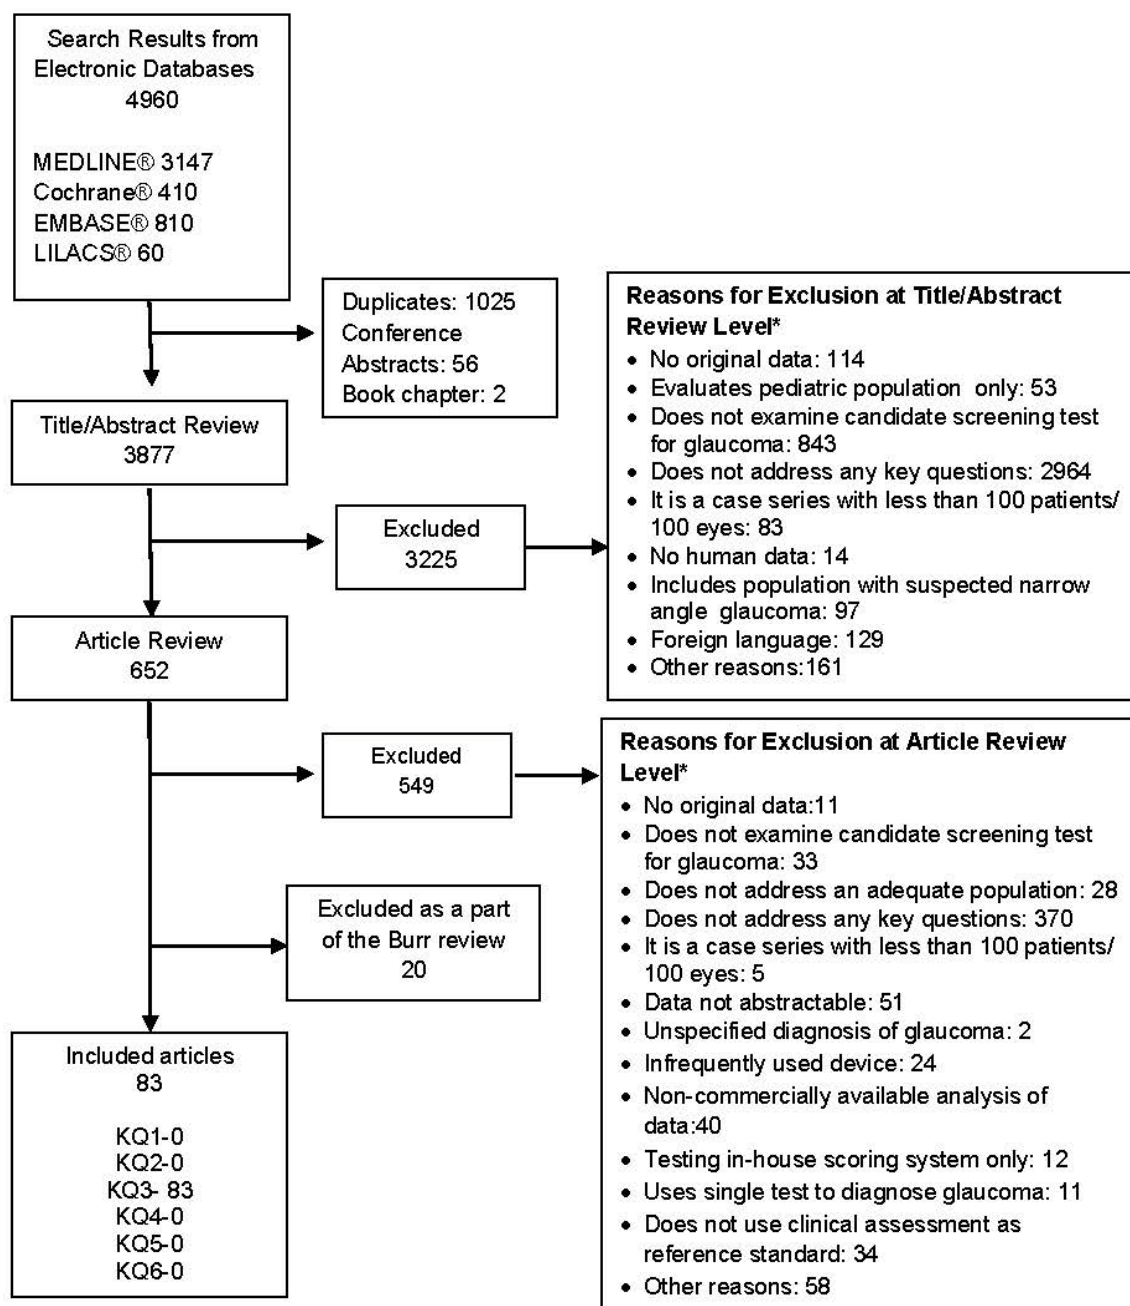 Search Results from
Electronic Databases
4960
MEDLINE® 3147
Cochrane® 410
EMBASE® 810
LILACS® 60
Duplicates: 1025
Conference
Abstracts: 56
Book chapter: 2
Title/Abstract Review
3877
Excluded
3225
Reasons for Exclusion at Title/Abstract
Review Level*
• No original data: 114
• Evaluates pediatric population only: 53
• Does not examine candidate screening test
for glaucoma: 843
• Does not address any key questions: 2964
• It is a case series with less than 100 patients/
100 eyes: 83
• No human data: 14
• Includes population with suspected narrow
angle glaucoma: 97
• Foreign language: 129
• Other reasons:161
Article Review
652
Excluded
549
Reasons for Exclusion at Article Review
Level*
• No original data:11
• Does not examine candidate screening test
for glaucoma: 33
• Does not address an adequate population: 28
• Does not address any key questions: 370
• It is a case series with less than 100 patients/
100 eyes: 5
• Data not abstractable: 51
• Unspecified diagnosis of glaucoma: 2
• Infrequently used device: 24
• Non-commercially available analysis of
data:40
• Testing in-house scoring system only: 12
• Uses single test to diagnose glaucoma: 11
• Does not use clinical assessment as
reference standard: 34
• Other reasons: 58
Excluded as a part
of the Burr review
20
Included articles
83
KQ1-0
KQ2-0
KQ3- 83
KQ4-0
KQ5-0
KQ6-0